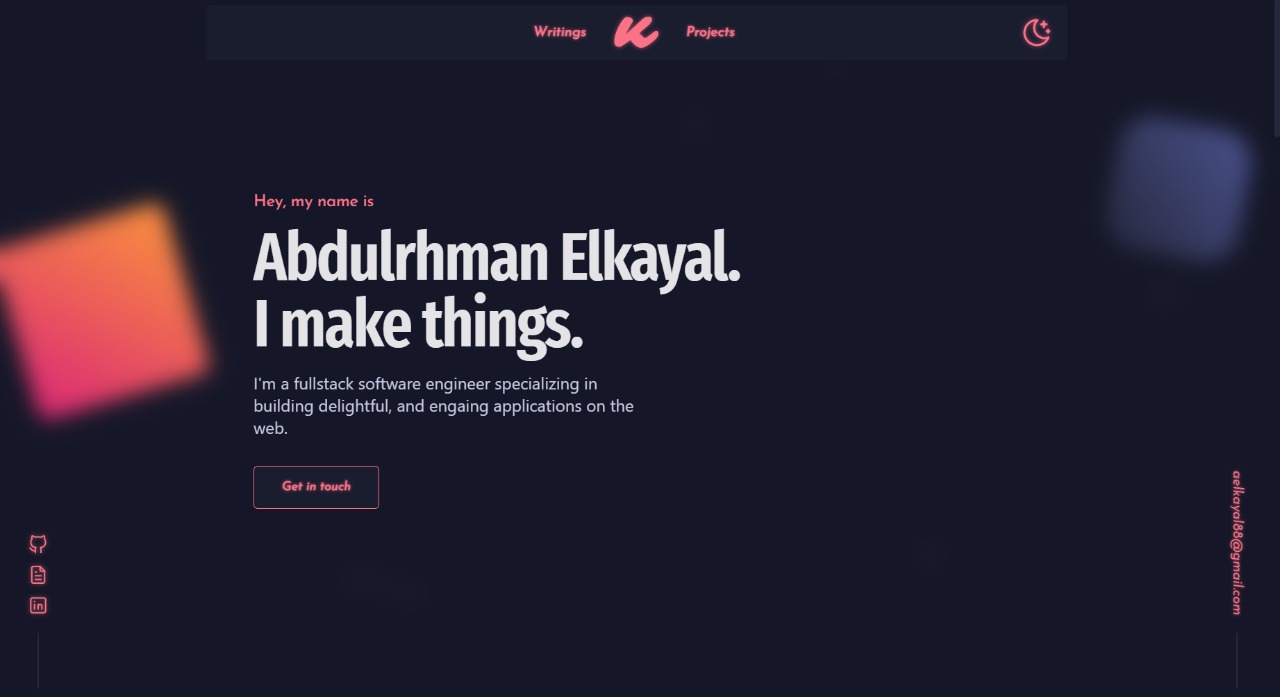 Writings
Projects
Hey, my name is
Abdulrhman Elkayal.
I make things.
I'm a fullstack software engineer specializing in
building delightful, and engaing applications on the
web.
Get in touch
aelkayal88@gmail.com